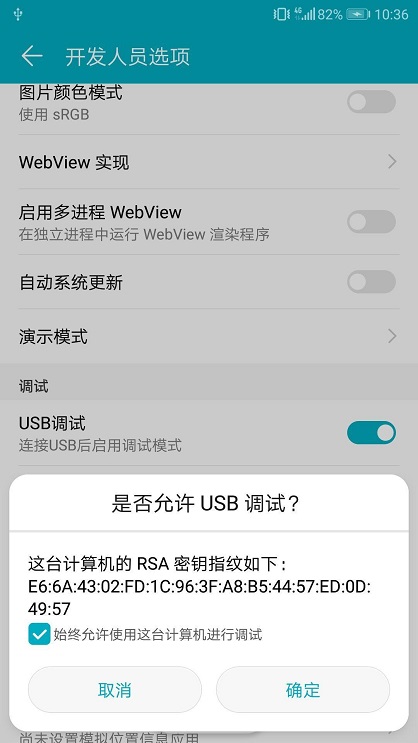 82% 10:36
开发人员选项
图片颜色模式
使用 sRGB
WebView 实现
启用多进程 WebView
在独立进程中运行 WebView 渲染程序
自动系统更新
演示模式
调试
USB调试
连接USB后启用调试模式
是否允许 USB 调试？
这台计算机的 RSA 密钥指纹如下：
E6:6A:43:02:FD:1C:96:3F:A8:B5:44:57:ED:0D:
49:57
始终允许使用这台计算机进行调试
取消 确定
尚未设置模拟位置信息应用